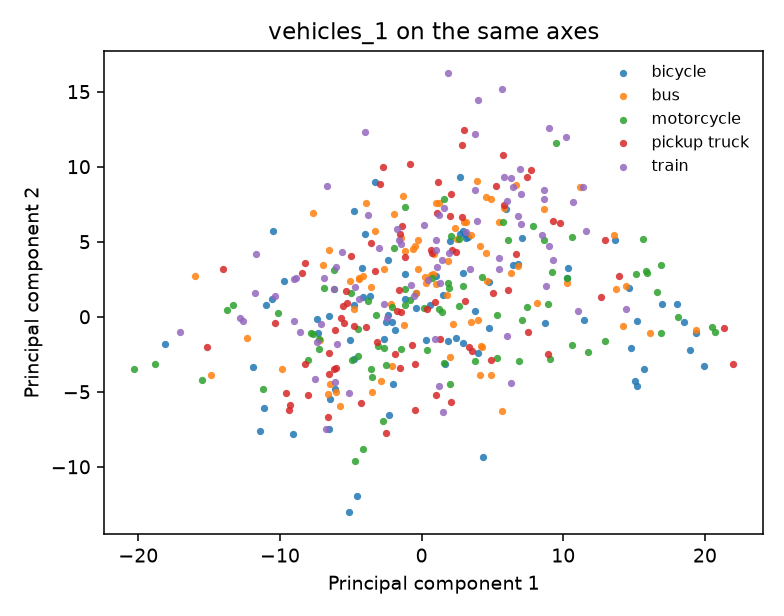 vehicles_1 on the same axes
bicycle
bus
motorcycle
pickup truck
train
15
10
5
0
−5
−10
Principal component 2
−20
−10
0
10
20
Principal component 1